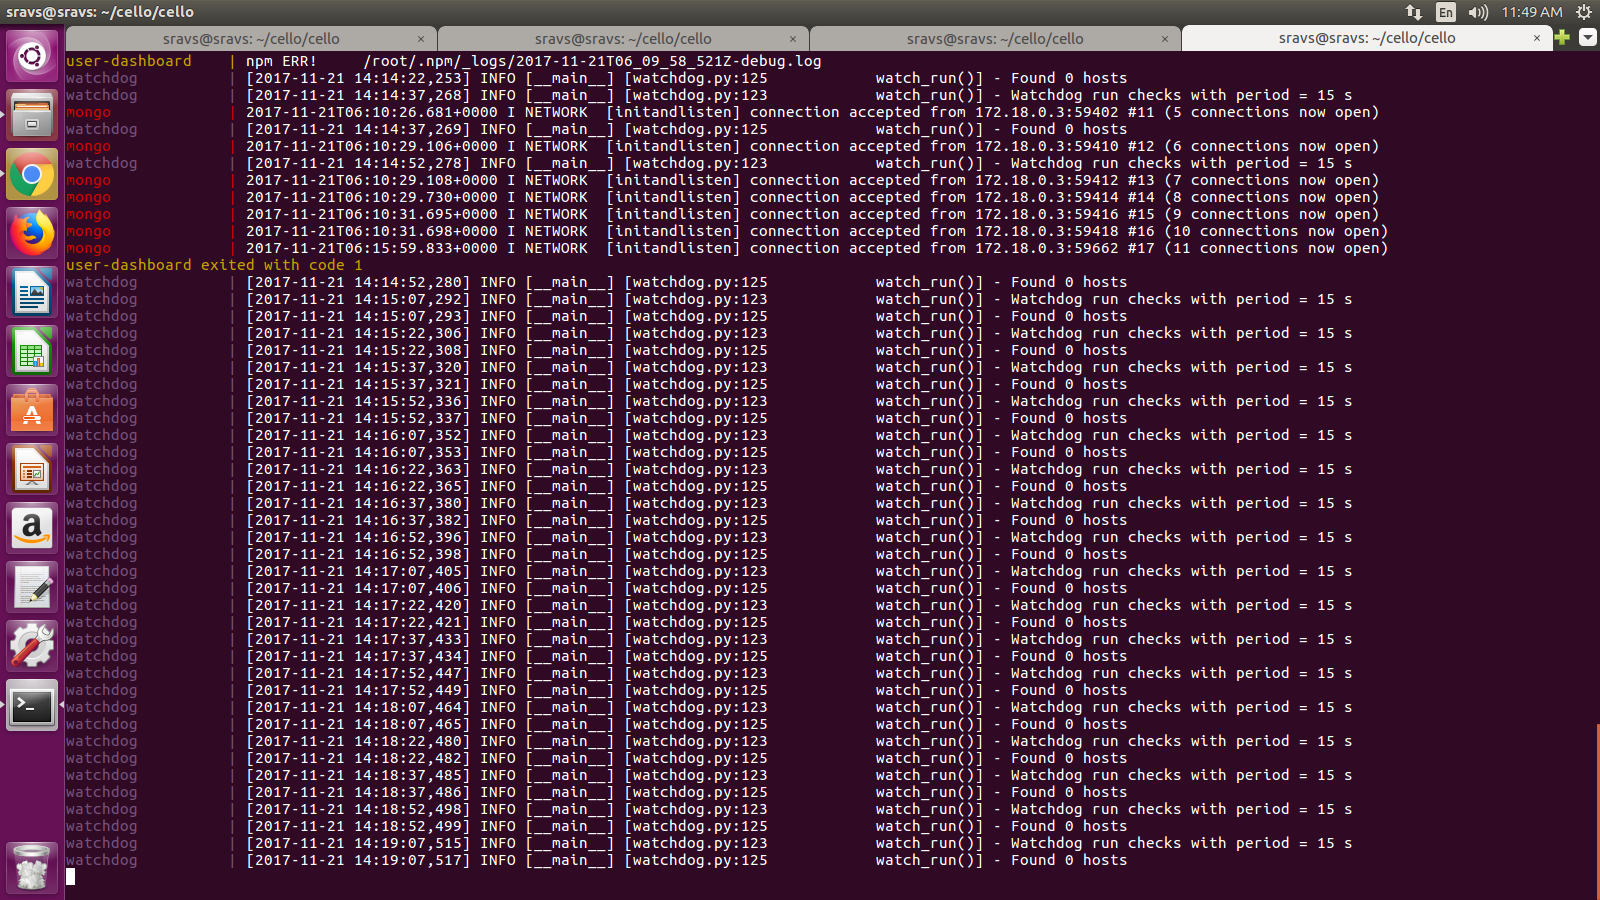 sravs@sravs: ~/cello/cello
En
11:49 AM
sravs@sravs: ~/cello/cello ×
sravs@sravs: ~/cello/cello ×
sravs@sravs: ~/cello/cello ×
sravs@sravs: ~/cello/cello ×
user-dashboard | npm ERR! /root/.npm/_logs/2017-11-21T06_09_58_521Z-debug.log
watchdog | [2017-11-21 14:14:22,253] INFO [__main__] [watchdog.py:125 watch_run()] - Found 0 hosts
watchdog | [2017-11-21 14:14:37,268] INFO [__main__] [watchdog.py:123 watch_run()] - Watchdog run checks with period = 15 s
mongo | 2017-11-21T06:10:26.681+0000 I NETWORK [initandlisten] connection accepted from 172.18.0.3:59402 #11 (5 connections now open)
watchdog | [2017-11-21 14:14:37,269] INFO [__main__] [watchdog.py:125 watch_run()] - Found 0 hosts
mongo | 2017-11-21T06:10:29.106+0000 I NETWORK [initandlisten] connection accepted from 172.18.0.3:59410 #12 (6 connections now open)
watchdog | [2017-11-21 14:14:52,278] INFO [__main__] [watchdog.py:123 watch_run()] - Watchdog run checks with period = 15 s
mongo | 2017-11-21T06:10:29.108+0000 I NETWORK [initandlisten] connection accepted from 172.18.0.3:59412 #13 (7 connections now open)
mongo | 2017-11-21T06:10:29.730+0000 I NETWORK [initandlisten] connection accepted from 172.18.0.3:59414 #14 (8 connections now open)
mongo | 2017-11-21T06:10:31.695+0000 I NETWORK [initandlisten] connection accepted from 172.18.0.3:59416 #15 (9 connections now open)
mongo | 2017-11-21T06:10:31.698+0000 I NETWORK [initandlisten] connection accepted from 172.18.0.3:59418 #16 (10 connections now open)
mongo | 2017-11-21T06:15:59.833+0000 I NETWORK [initandlisten] connection accepted from 172.18.0.3:59662 #17 (11 connections now open)
user-dashboard exited with code 1
watchdog | [2017-11-21 14:14:52,280] INFO [__main__] [watchdog.py:125 watch_run()] - Found 0 hosts
watchdog | [2017-11-21 14:15:07,292] INFO [__main__] [watchdog.py:123 watch_run()] - Watchdog run checks with period = 15 s
watchdog | [2017-11-21 14:15:07,293] INFO [__main__] [watchdog.py:125 watch_run()] - Found 0 hosts
watchdog | [2017-11-21 14:15:22,306] INFO [__main__] [watchdog.py:123 watch_run()] - Watchdog run checks with period = 15 s
watchdog | [2017-11-21 14:15:22,308] INFO [__main__] [watchdog.py:125 watch_run()] - Found 0 hosts
watchdog | [2017-11-21 14:15:37,320] INFO [__main__] [watchdog.py:123 watch_run()] - Watchdog run checks with period = 15 s
watchdog | [2017-11-21 14:15:37,321] INFO [__main__] [watchdog.py:125 watch_run()] - Found 0 hosts
watchdog | [2017-11-21 14:15:52,336] INFO [__main__] [watchdog.py:123 watch_run()] - Watchdog run checks with period = 15 s
watchdog | [2017-11-21 14:15:52,337] INFO [__main__] [watchdog.py:125 watch_run()] - Found 0 hosts
watchdog | [2017-11-21 14:16:07,352] INFO [__main__] [watchdog.py:123 watch_run()] - Watchdog run checks with period = 15 s
watchdog | [2017-11-21 14:16:07,353] INFO [__main__] [watchdog.py:125 watch_run()] - Found 0 hosts
watchdog | [2017-11-21 14:16:22,363] INFO [__main__] [watchdog.py:123 watch_run()] - Watchdog run checks with period = 15 s
watchdog | [2017-11-21 14:16:22,365] INFO [__main__] [watchdog.py:125 watch_run()] - Found 0 hosts
watchdog | [2017-11-21 14:16:37,380] INFO [__main__] [watchdog.py:123 watch_run()] - Watchdog run checks with period = 15 s
watchdog | [2017-11-21 14:16:37,382] INFO [__main__] [watchdog.py:125 watch_run()] - Found 0 hosts
watchdog | [2017-11-21 14:16:52,396] INFO [__main__] [watchdog.py:123 watch_run()] - Watchdog run checks with period = 15 s
watchdog | [2017-11-21 14:16:52,398] INFO [__main__] [watchdog.py:125 watch_run()] - Found 0 hosts
watchdog | [2017-11-21 14:17:07,405] INFO [__main__] [watchdog.py:123 watch_run()] - Watchdog run checks with period = 15 s
watchdog | [2017-11-21 14:17:07,406] INFO [__main__] [watchdog.py:125 watch_run()] - Found 0 hosts
watchdog | [2017-11-21 14:17:22,420] INFO [__main__] [watchdog.py:123 watch_run()] - Watchdog run checks with period = 15 s
watchdog | [2017-11-21 14:17:22,421] INFO [__main__] [watchdog.py:125 watch_run()] - Found 0 hosts
watchdog | [2017-11-21 14:17:37,433] INFO [__main__] [watchdog.py:123 watch_run()] - Watchdog run checks with period = 15 s
watchdog | [2017-11-21 14:17:37,434] INFO [__main__] [watchdog.py:125 watch_run()] - Found 0 hosts
watchdog | [2017-11-21 14:17:52,447] INFO [__main__] [watchdog.py:123 watch_run()] - Watchdog run checks with period = 15 s
watchdog | [2017-11-21 14:17:52,449] INFO [__main__] [watchdog.py:125 watch_run()] - Found 0 hosts
watchdog | [2017-11-21 14:18:07,464] INFO [__main__] [watchdog.py:123 watch_run()] - Watchdog run checks with period = 15 s
watchdog | [2017-11-21 14:18:07,465] INFO [__main__] [watchdog.py:125 watch_run()] - Found 0 hosts
watchdog | [2017-11-21 14:18:22,480] INFO [__main__] [watchdog.py:123 watch_run()] - Watchdog run checks with period = 15 s
watchdog | [2017-11-21 14:18:22,482] INFO [__main__] [watchdog.py:125 watch_run()] - Found 0 hosts
watchdog | [2017-11-21 14:18:37,485] INFO [__main__] [watchdog.py:123 watch_run()] - Watchdog run checks with period = 15 s
watchdog | [2017-11-21 14:18:37,486] INFO [__main__] [watchdog.py:125 watch_run()] - Found 0 hosts
watchdog | [2017-11-21 14:18:52,498] INFO [__main__] [watchdog.py:123 watch_run()] - Watchdog run checks with period = 15 s
watchdog | [2017-11-21 14:18:52,499] INFO [__main__] [watchdog.py:125 watch_run()] - Found 0 hosts
watchdog | [2017-11-21 14:19:07,515] INFO [__main__] [watchdog.py:123 watch_run()] - Watchdog run checks with period = 15 s
watchdog | [2017-11-21 14:19:07,517] INFO [__main__] [watchdog.py:125 watch_run()] - Found 0 hosts